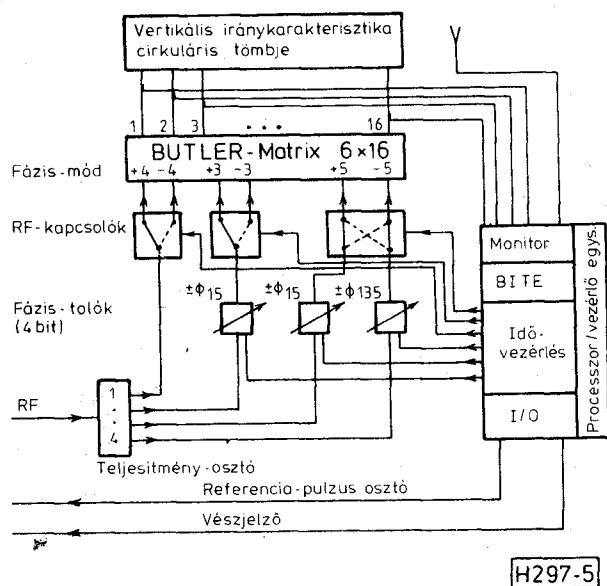 Vertikális iránykarakterisztika
cirkuláris tömbje
1 2 3 ... 16
BUTLER-Matrix 6×16
+4 -4 +3 -3 +5 -5
Fázis-mód
RF-kapcsolók
Fázis-tolók
(4 bit)
±Φ15 ±Φ15 ±Φ135
RF
1
.
.
4
Teljesitmény-osztó
Monitor
BITE
Idő-
vezérlés
I/O
Processzor/vezérlő egys.
Referencia-pulzus osztó
Vészjelző
H297-5